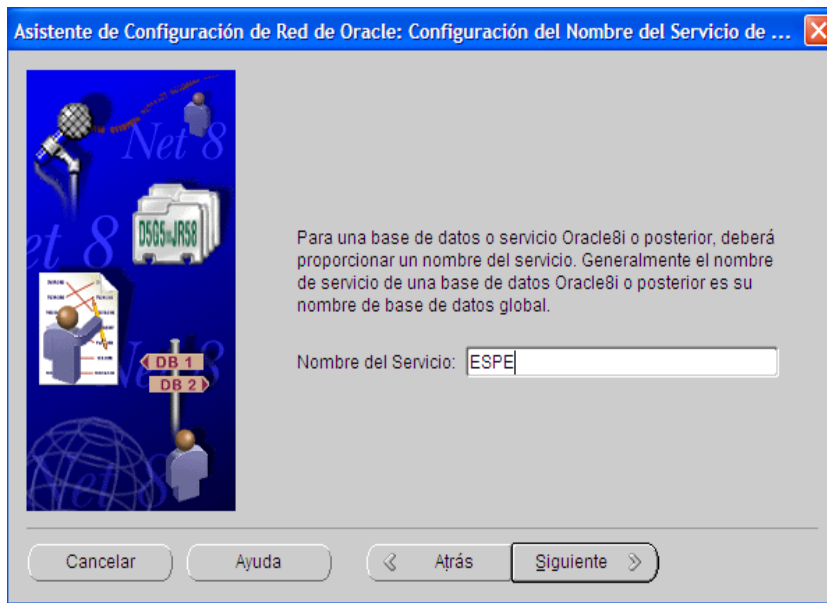 Asistente de Configuración de Red de Oracle: Configuración del Nombre del Servicio de ...
Net 8
D5G5 JR58
et 8
DB 1
DB 2
Para una base de datos o servicio Oracle8i o posterior, deberá
proporcionar un nombre del servicio. Generalmente el nombre
de servicio de una base de datos Oracle8i o posterior es su
nombre de base de datos global.
Nombre del Servicio: ESPE
Cancelar
Ayuda
Atrás
Siguiente